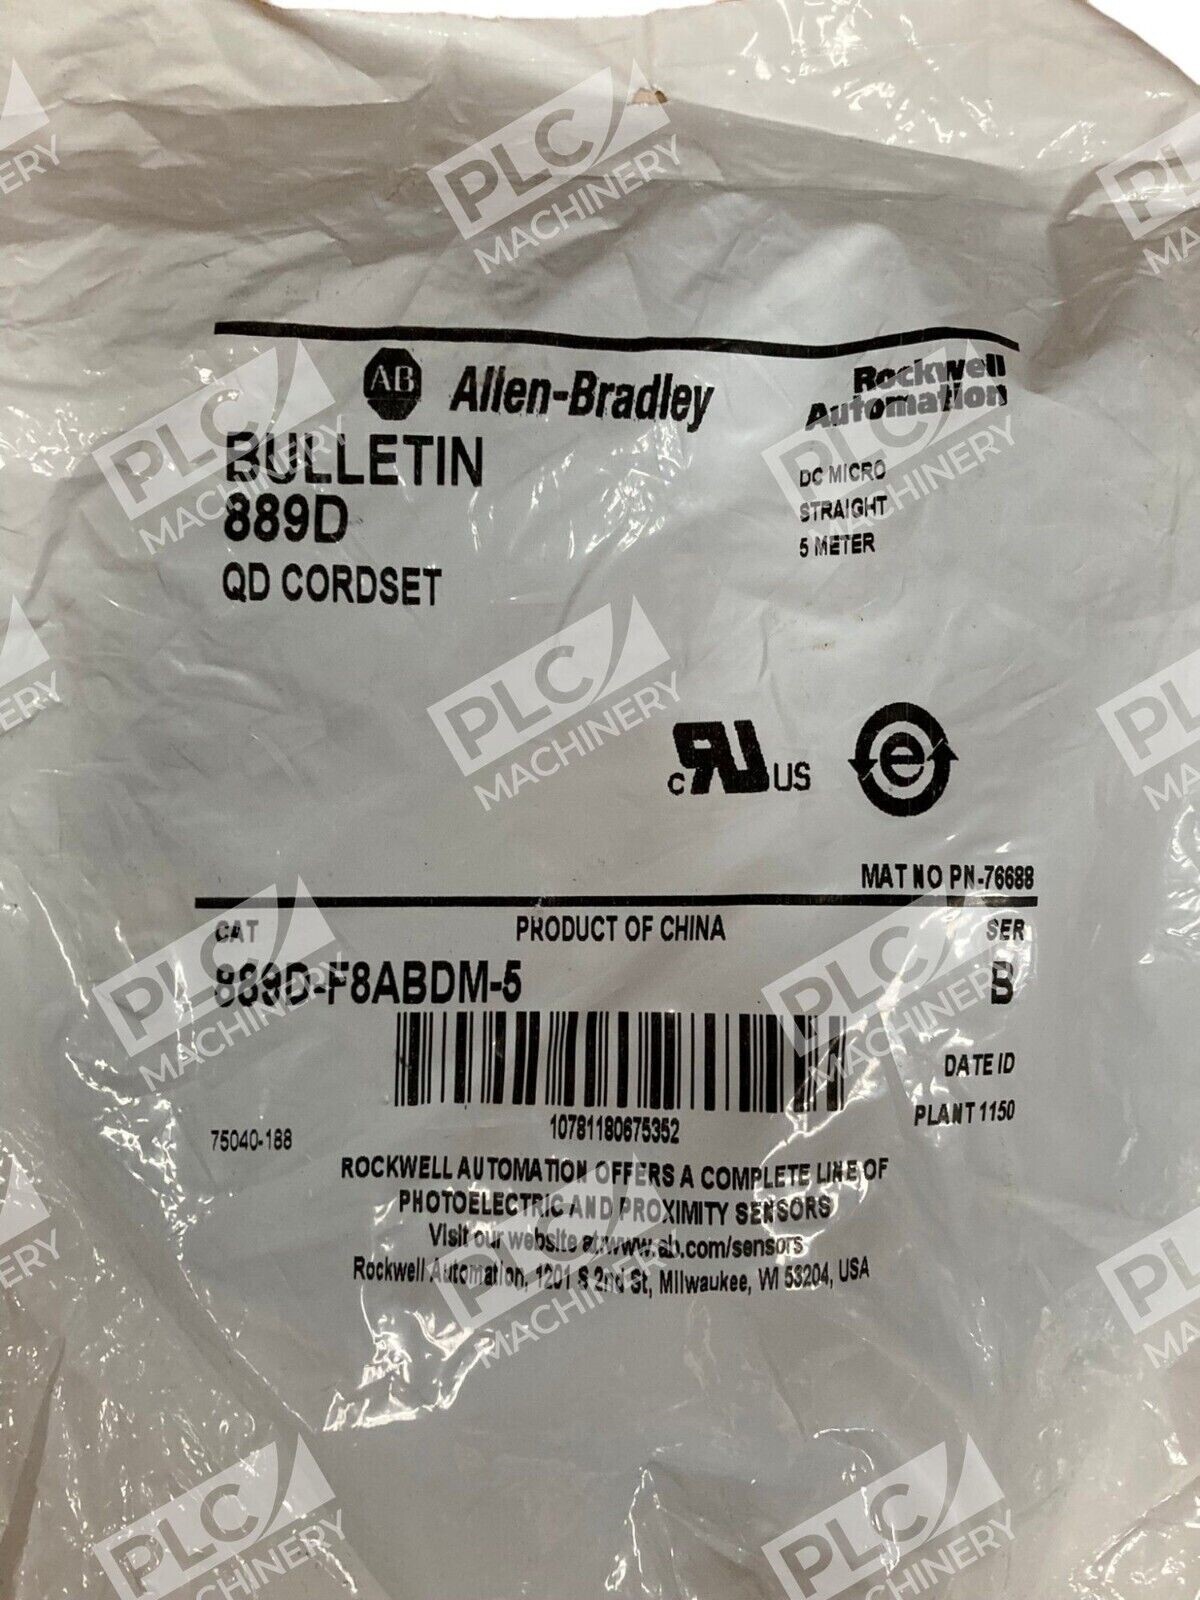 AB Allen-Bradley
Rockwell
Automation
BULLETIN
889D
QD CORDSET
DC MICRO
STRAIGHT
5 METER
c RU US
e
MAT NO PN-76688
CAT
PRODUCT OF CHINA
SER
889D-F8ABDM-5
B
DATE ID
PLANT 1150
10781180675352
75040-188
ROCKWELL AUTOMATION OFFERS A COMPLETE LINE OF
PHOTOELECTRIC AND PROXIMITY SENSORS
Visit our website at:www.ab.com/sensors
Rockwell Automation, 1201 S 2nd St, Milwaukee, WI 53204, USA
PLC MACHINERY